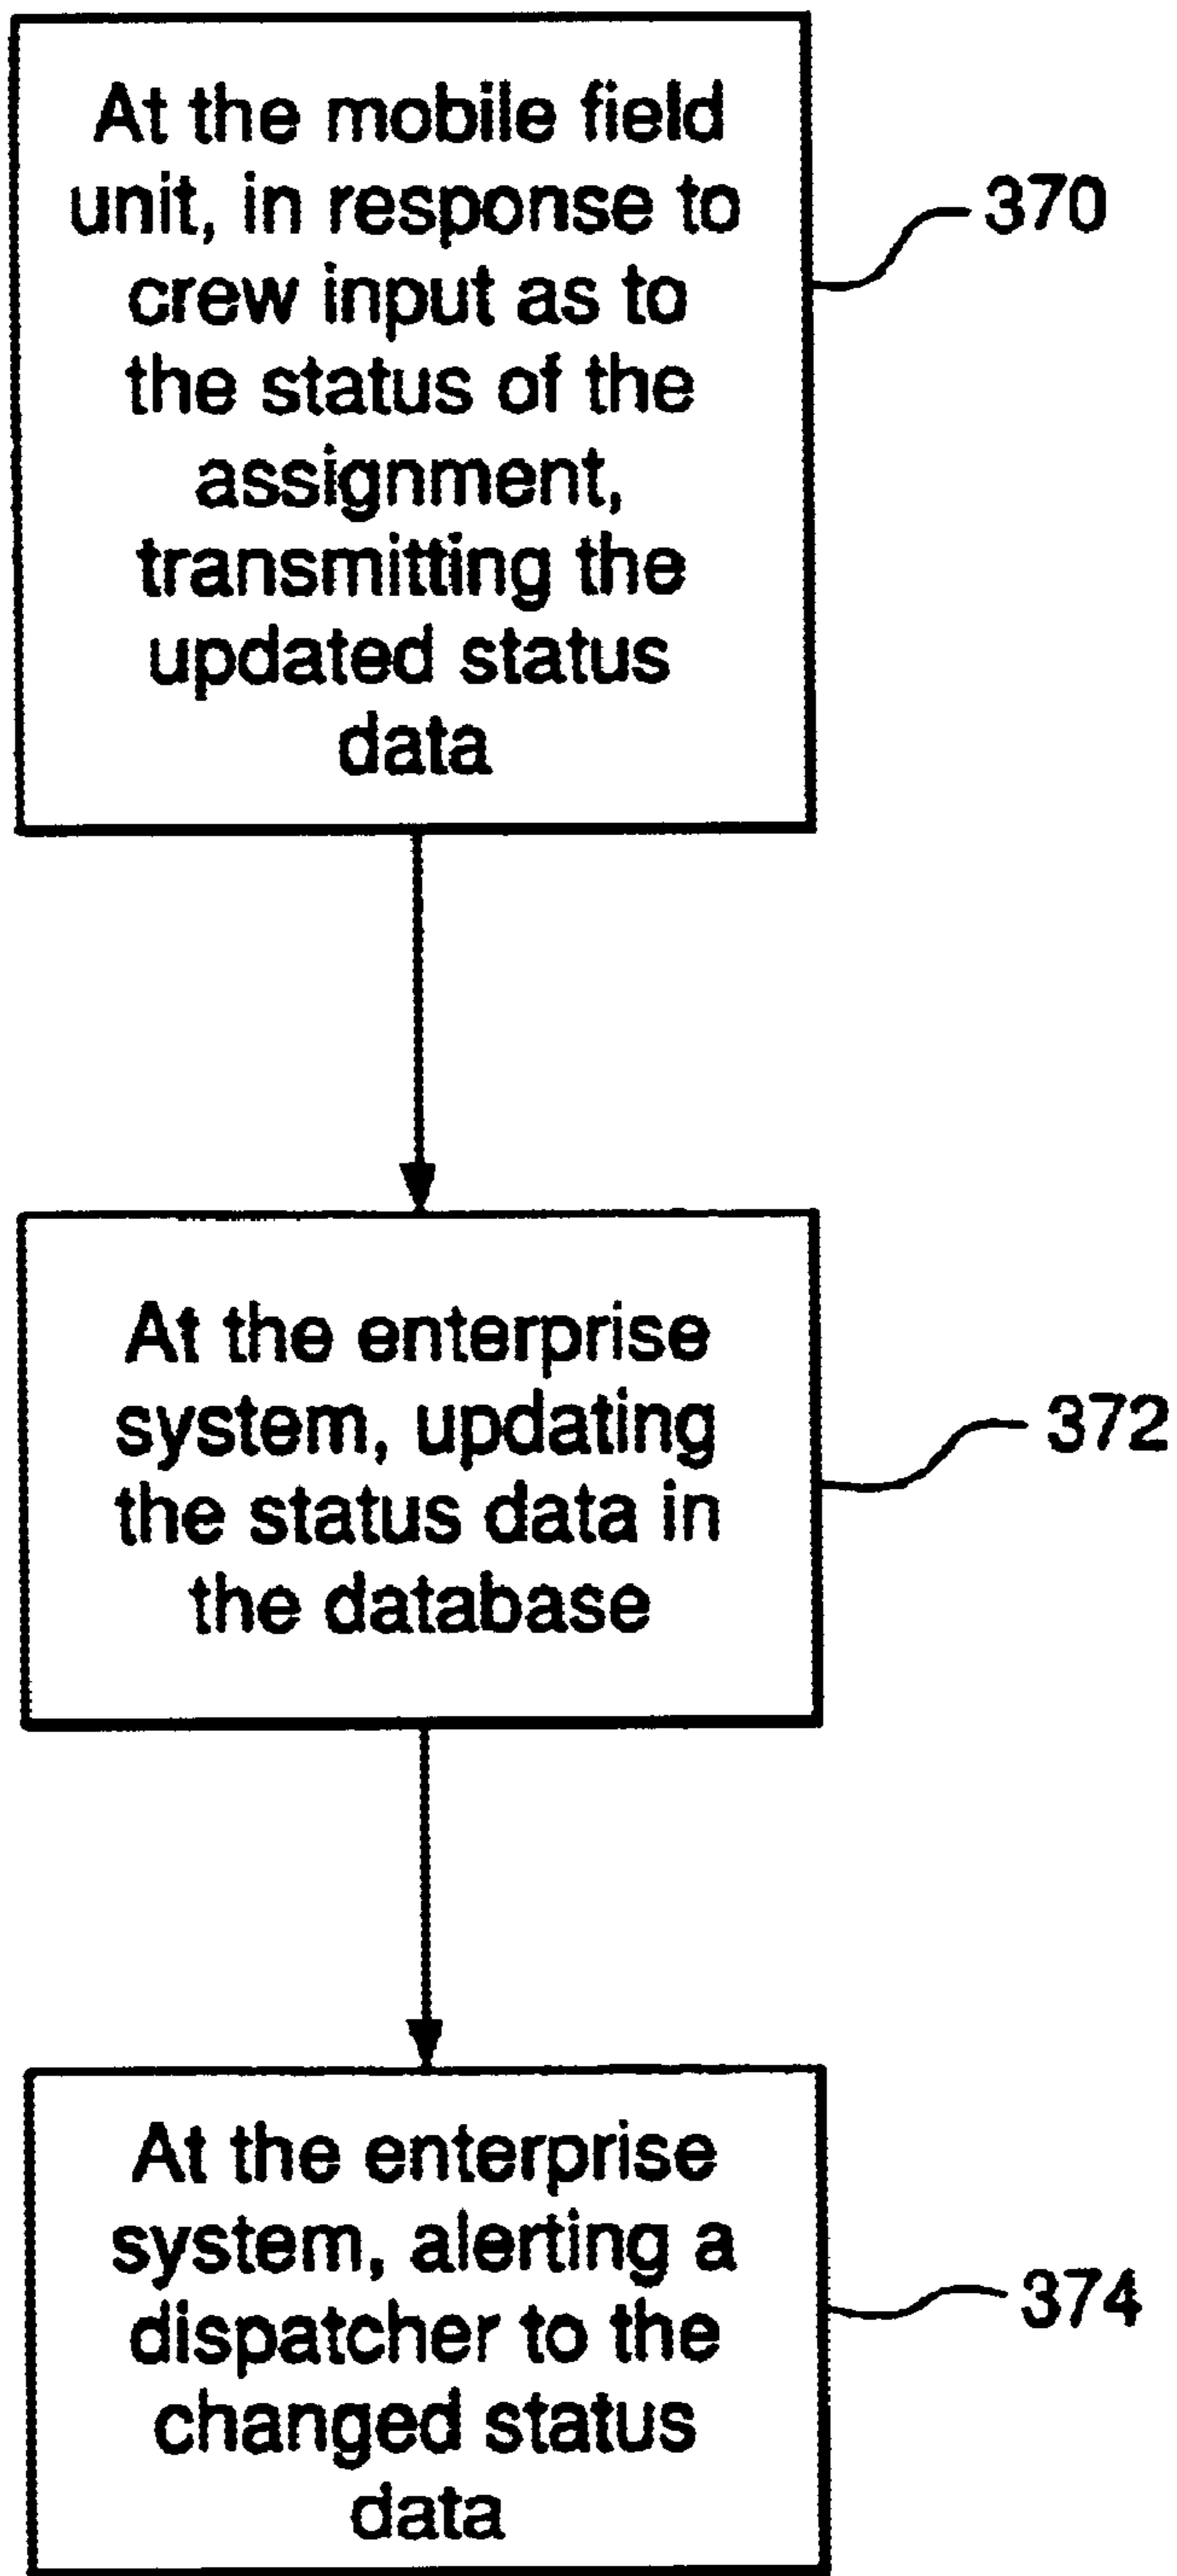 At the mobile field
unit, in response to
crew input as to
the status of the
assignment,
transmitting the
updated status
data
370
At the enterprise
system, updating
the status data in
the database
372
At the enterprise
system, alerting a
dispatcher to the
changed status
data
374